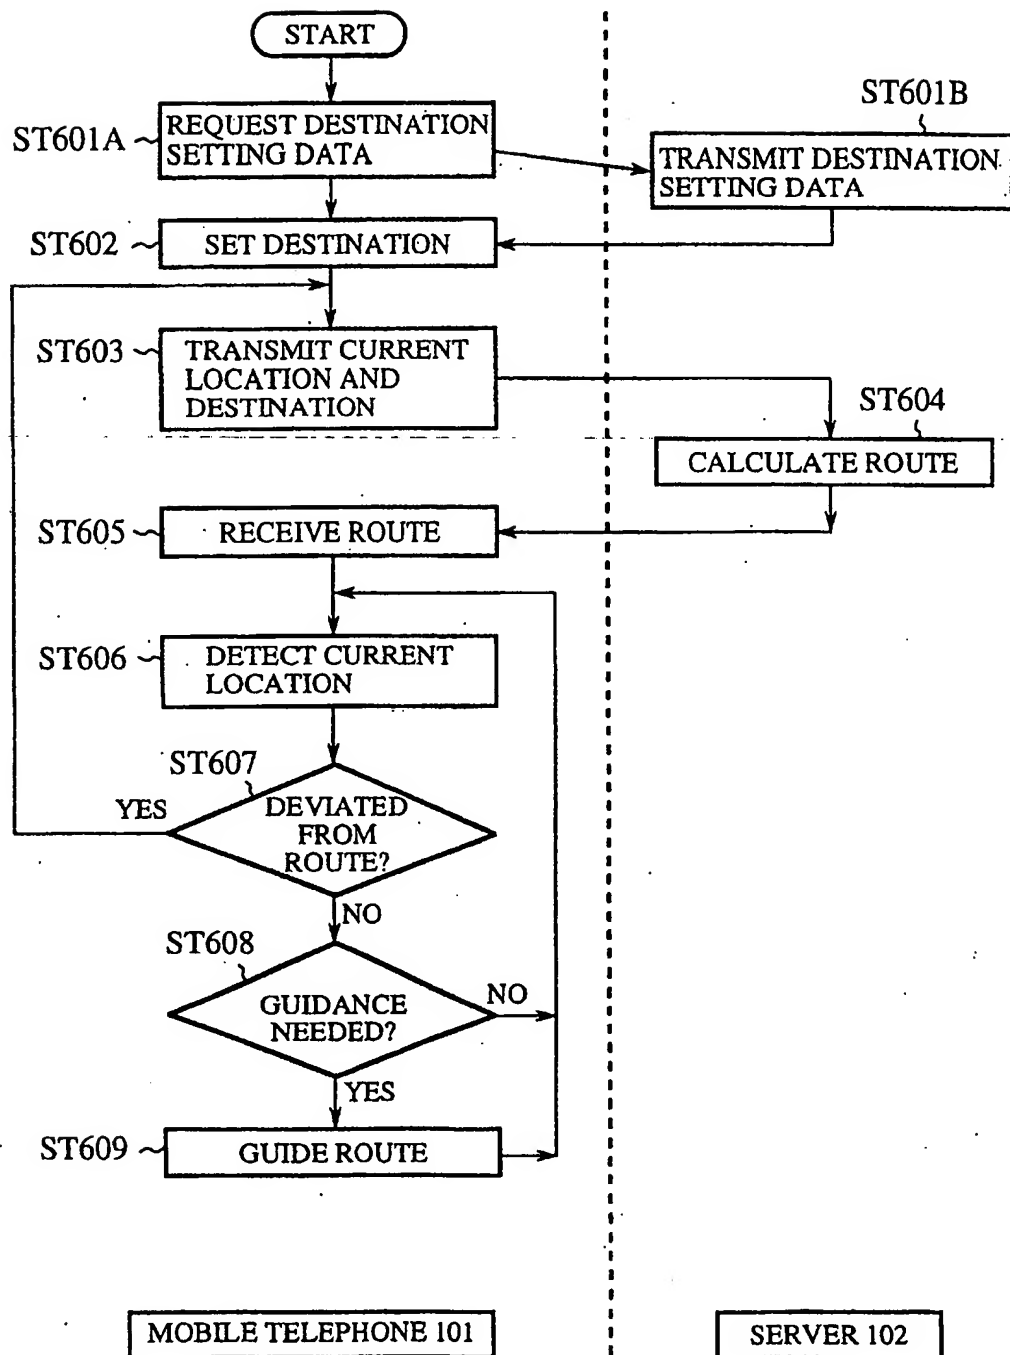 START
ST601A
REQUEST DESTINATION
SETTING DATA
ST601B
TRANSMIT DESTINATION
SETTING DATA
ST602
SET DESTINATION
ST603
TRANSMIT CURRENT
LOCATION AND
DESTINATION
ST604
CALCULATE ROUTE
ST605
RECEIVE ROUTE
ST606
DETECT CURRENT
LOCATION
ST607
YES
DEVIATED
FROM
ROUTE?
NO
ST608
GUIDANCE
NEEDED?
NO
YES
ST609
GUIDE ROUTE
MOBILE TELEPHONE 101
SERVER 102